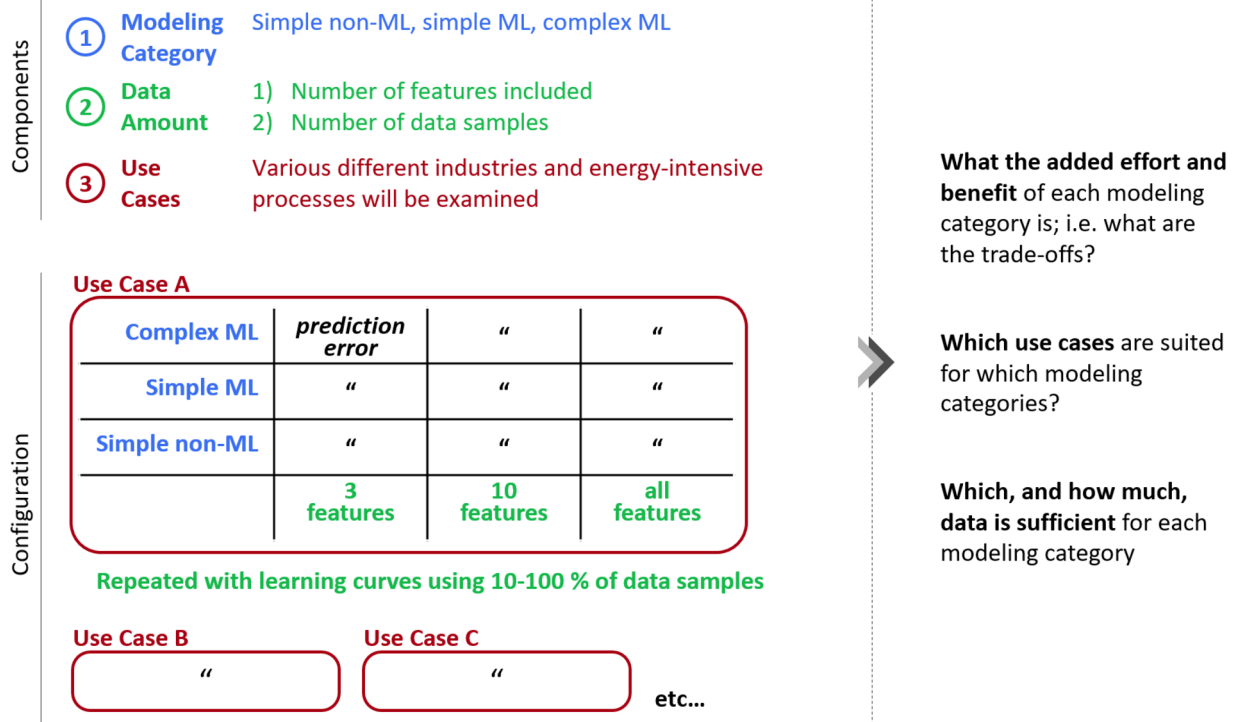 Components
1
Modeling
Category
Simple non-ML, simple ML, complex ML
2
Data
Amount
1) Number of features included
2) Number of data samples
3
Use
Cases
Various different industries and energy-intensive
processes will be examined
Configuration
Use Case A
Complex ML
prediction
error
“
“
Simple ML
“
“
“
Simple non-ML
“
“
“
3
features
10
features
all
features
Repeated with learning curves using 10-100 % of data samples
Use Case B
“
Use Case C
“
etc...
What the added effort and
benefit of each modeling
category is; i.e. what are
the trade-offs?
Which use cases are suited
for which modeling
categories?
Which, and how much,
data is sufficient for each
modeling category